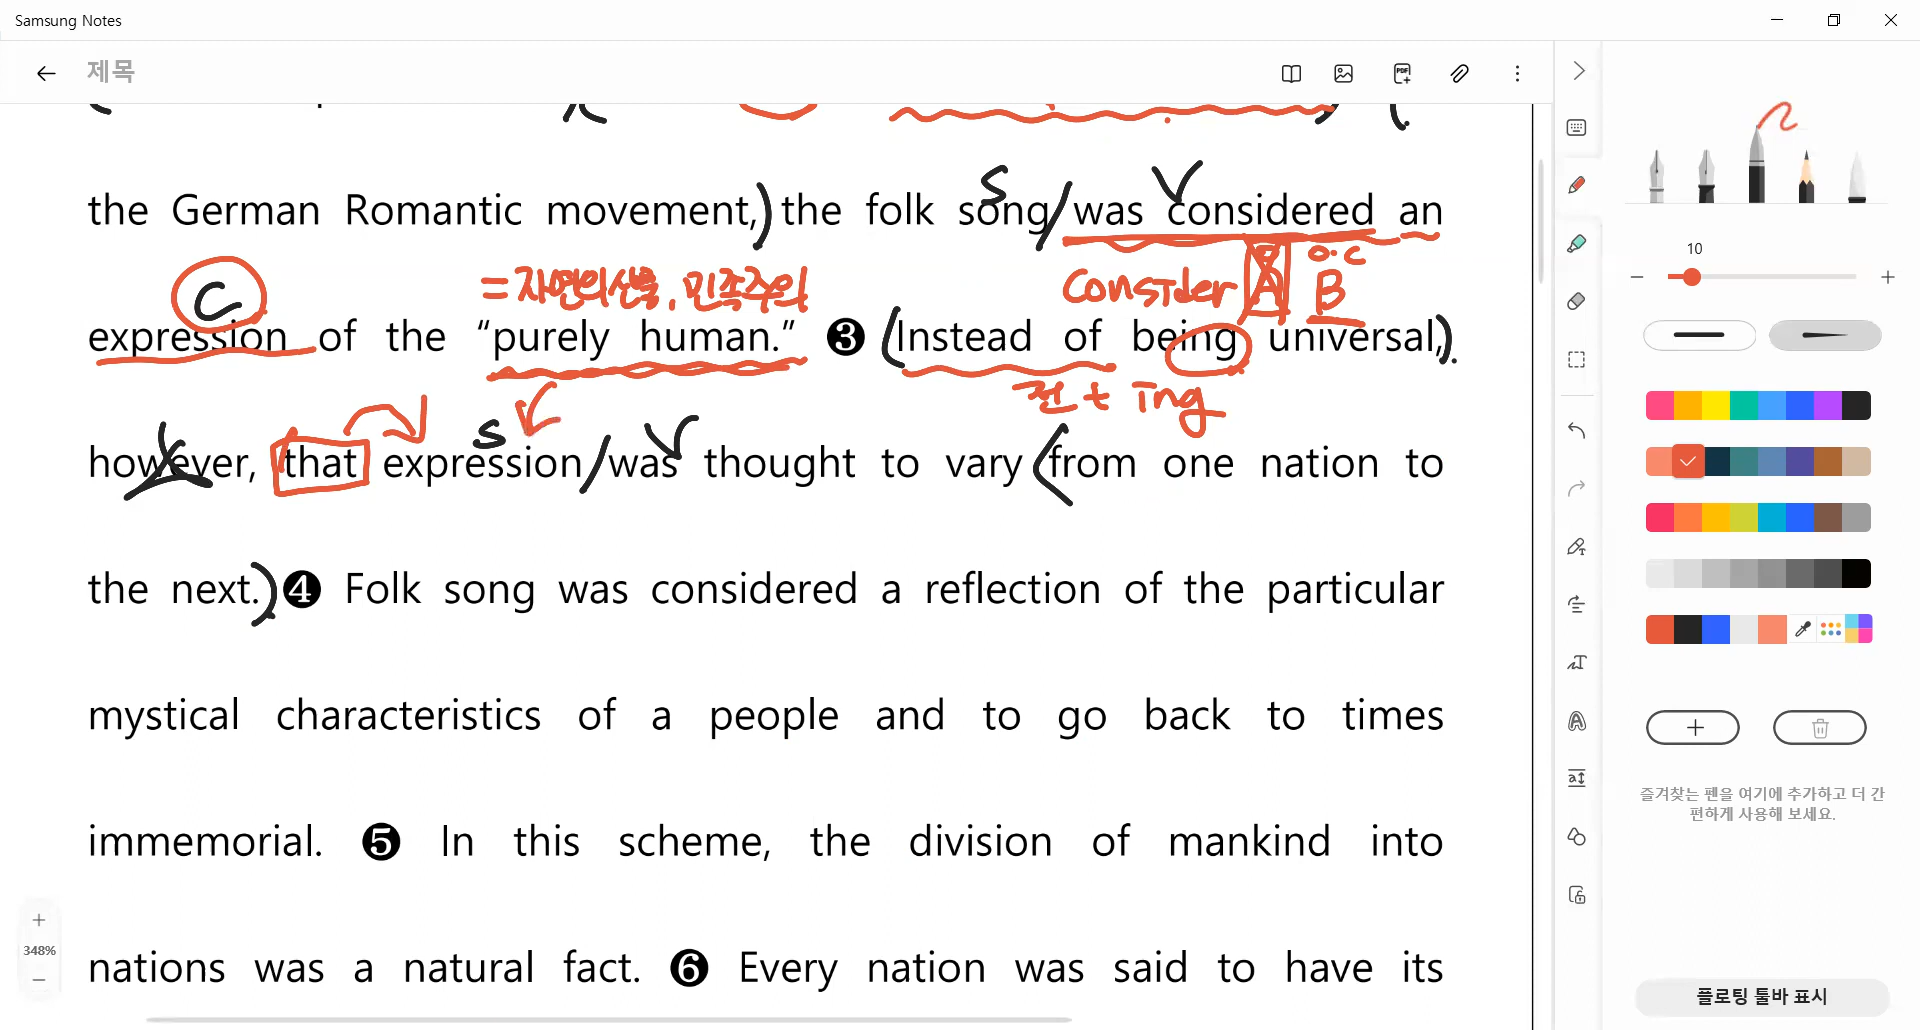 Samsung Notes
제목
S V
the German Romantic movement,) the folk song / was considered an
C = 자연의 산물, 민족주의 Consider A B O.C
expression of the “purely human.” ❸ (Instead of being universal,)
전 + ing
S V
however, that expression / was thought to vary (from one nation to
the next.) ❹ Folk song was considered a reflection of the particular
mystical characteristics of a people and to go back to times
immemorial. ❺ In this scheme, the division of mankind into
nations was a natural fact. ❻ Every nation was said to have its
348%
10
즐겨찾는 펜을 여기에 추가하고 더 간
편하게 사용해 보세요.
플로팅 툴바 표시